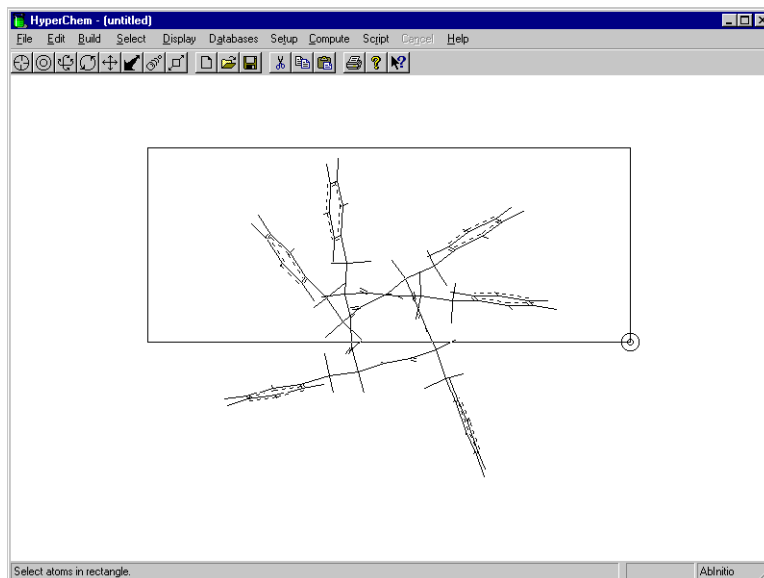 HyperChem - (untitled)
File Edit Build Select Display Databases Setup Compute Script Cancel Help
Select atoms in rectangle.
AbInitio